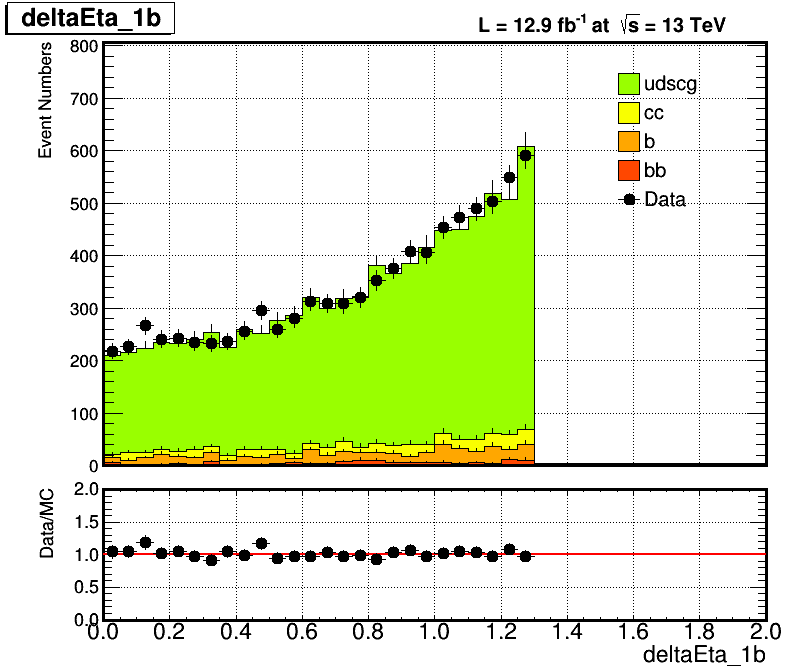 deltaEta_1b
L = 12.9 fb⁻¹ at √s = 13 TeV
Event Numbers
800
700
600
500
400
300
200
100
0
udscg
cc
b
bb
Data
Data/MC
2.0
1.5
1.0
0.5
0.0
0.0 0.2 0.4 0.6 0.8 1.0 1.2 1.4 1.6 1.8 2.0
deltaEta_1b